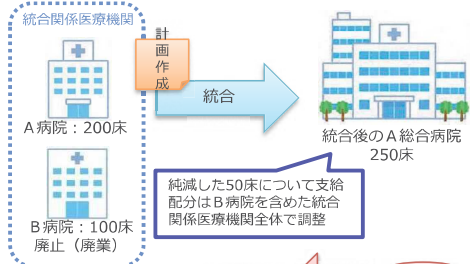 統合関係医療機関
計画作成
統合
A病院：200床
B病院：100床
廃止（廃業）
統合後のA総合病院
250床
純減した50床について支給
配分はB病院を含めた統合
関係医療機関全体で調整